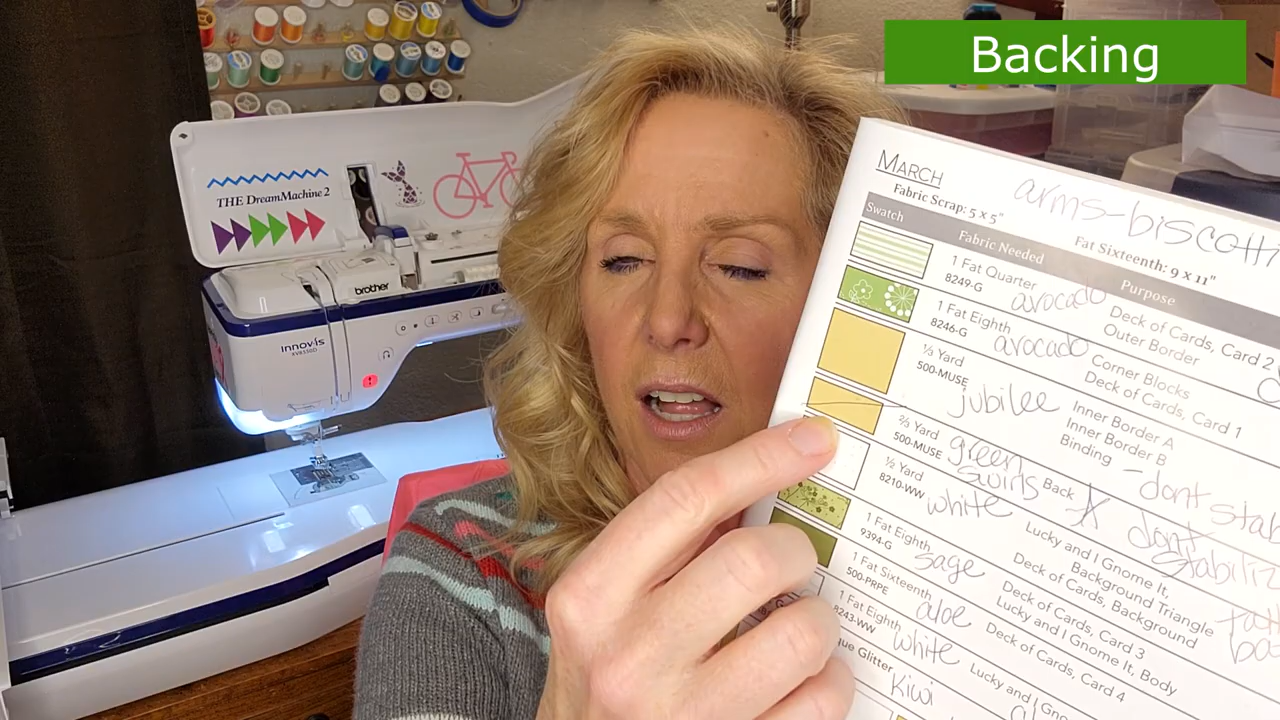 Backing
THE DreamMachine 2
brother
INNOV-IS
XV8550D
MARCH
arms-biscotti
Fabric Scrap: 5 x 5"
Fat Sixteenth: 9 x 11"
Swatch
Fabric Needed
Purpose
1 Fat Quarter
8249-G
avocado
Deck of Cards, Card 2
Outer Border
1 Fat Eighth
8246-G
avocado
Corner Blocks
Deck of Cards, Card 1
⅓ Yard
500-MUSE
jubilee
Inner Border A
Inner Border B
Binding
-dont stab
⅔ Yard
500-MUSE
green
swirls
Back
dont
stabiliz
½ Yard
8210-WW
white
Lucky and I Gnome It,
Background Triangle
Deck of Cards, Background
1 Fat Eighth
9394-G
sage
Deck of Cards, Card 3
Lucky and I Gnome It, Body
1 Fat Sixteenth
500-PRPE
aloe
Deck of Cards, Card 4
1 Fat Eighth
8243-WW
white
Lucky and I Gno
ue Glitter
Kiwi